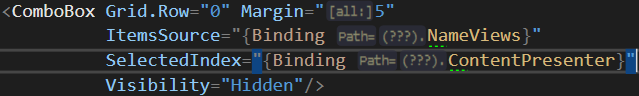 <ComboBox Grid.Row="0" Margin="[all:]5"
ItemsSource="{Binding Path= (???).NameViews}"
SelectedIndex="{Binding Path= (???).ContentPresenter}"
Visibility="Hidden"/>